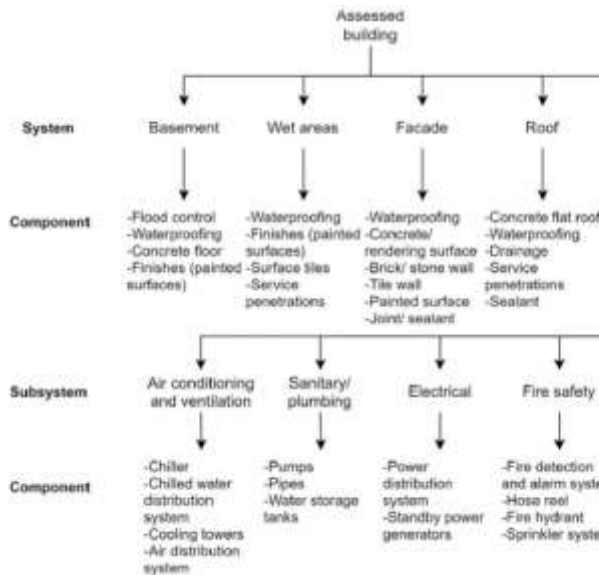 Assessed
building
System
Basement
Wet areas
Facade
Roof
Component
-Flood control
-Waterproofing
-Concrete floor
-Finishes (painted
surfaces)
-Waterproofing
-Finishes (painted
surfaces)
-Surface tiles
-Service
penetrations
-Waterproofing
-Concrete/
rendering surface
-Brick/ stone wall
-Tile wall
-Painted surface
-Joint/ sealant
-Concrete flat roof
-Waterproofing
-Drainage
-Service
penetrations
-Sealant
Subsystem
Air conditioning
and ventilation
Sanitary/
plumbing
Electrical
Fire safety
Component
-Chiller
-Chilled water
distribution
system
-Cooling towers
-Air distribution
system
-Pumps
-Pipes
-Water storage
tanks
-Power
distribution
system
-Standby power
generators
-Fire detection
and alarm syste
-Hose reel
-Fire hydrant
-Sprinkler syste